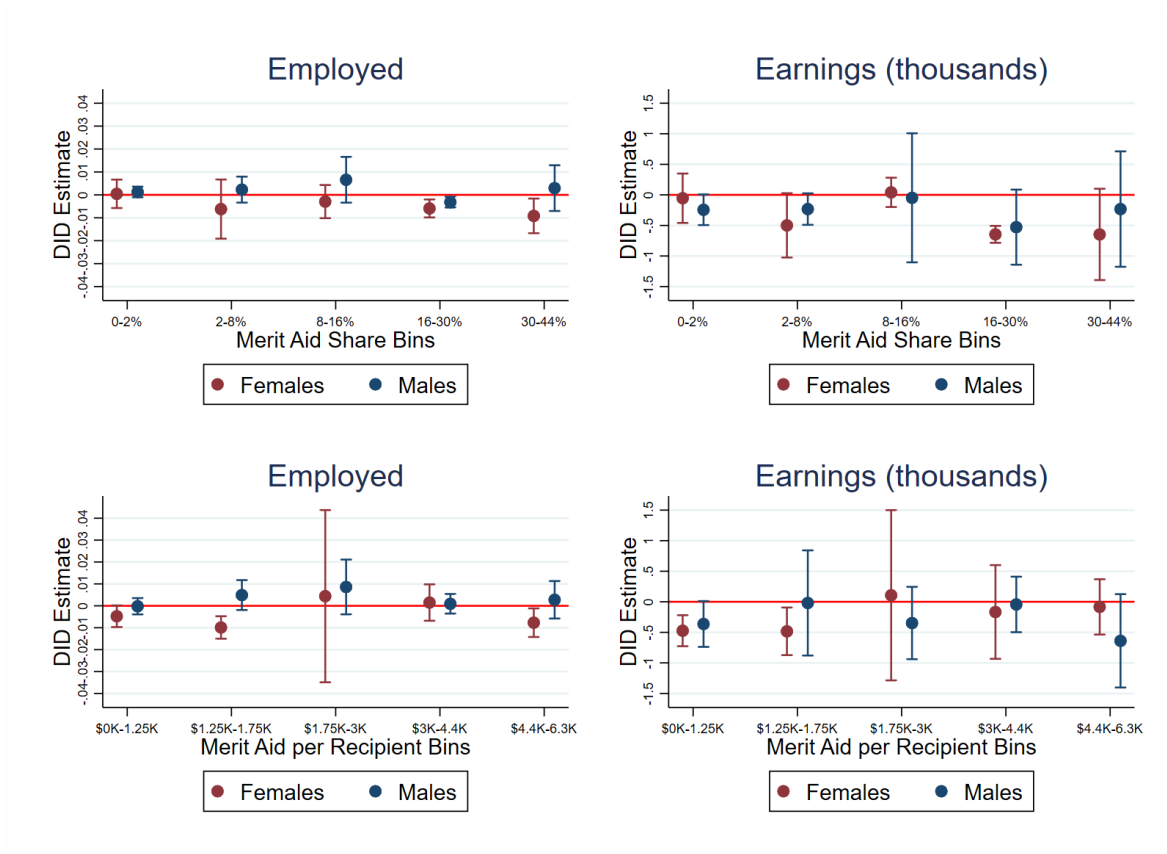 Employed
DID Estimate
-.04-.03-.02-.01 0 .01 .02 .03 .04
0-2% 2-8% 8-16% 16-30% 30-44%
Merit Aid Share Bins
Females Males
Earnings (thousands)
DID Estimate
-1.5 -1 -.5 0 .5 1 1.5
0-2% 2-8% 8-16% 16-30% 30-44%
Merit Aid Share Bins
Females Males
Employed
DID Estimate
-.04-.03-.02-.01 0 .01 .02 .03 .04
$0K-1.25K $1.25K-1.75K $1.75K-3K $3K-4.4K $4.4K-6.3K
Merit Aid per Recipient Bins
Females Males
Earnings (thousands)
DID Estimate
-1.5 -1 -.5 0 .5 1 1.5
$0K-1.25K $1.25K-1.75K $1.75K-3K $3K-4.4K $4.4K-6.3K
Merit Aid per Recipient Bins
Females Males